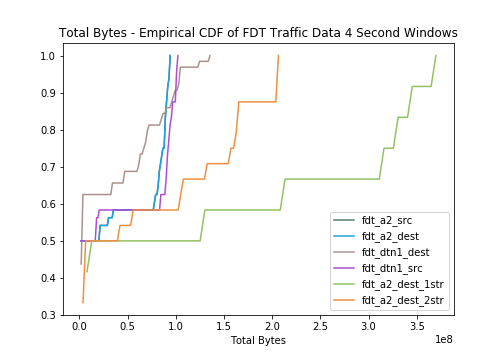 Total Bytes - Empirical CDF of FDT Traffic Data 4 Second Windows
1.0
0.9
0.8
0.7
0.6
0.5
0.4
0.3
fdt_a2_src
fdt_a2_dest
fdt_dtn1_dest
fdt_dtn1_src
fdt_a2_dest_1str
fdt_a2_dest_2str
0.0 0.5 1.0 1.5 2.0 2.5 3.0 3.5
Total Bytes
1e8